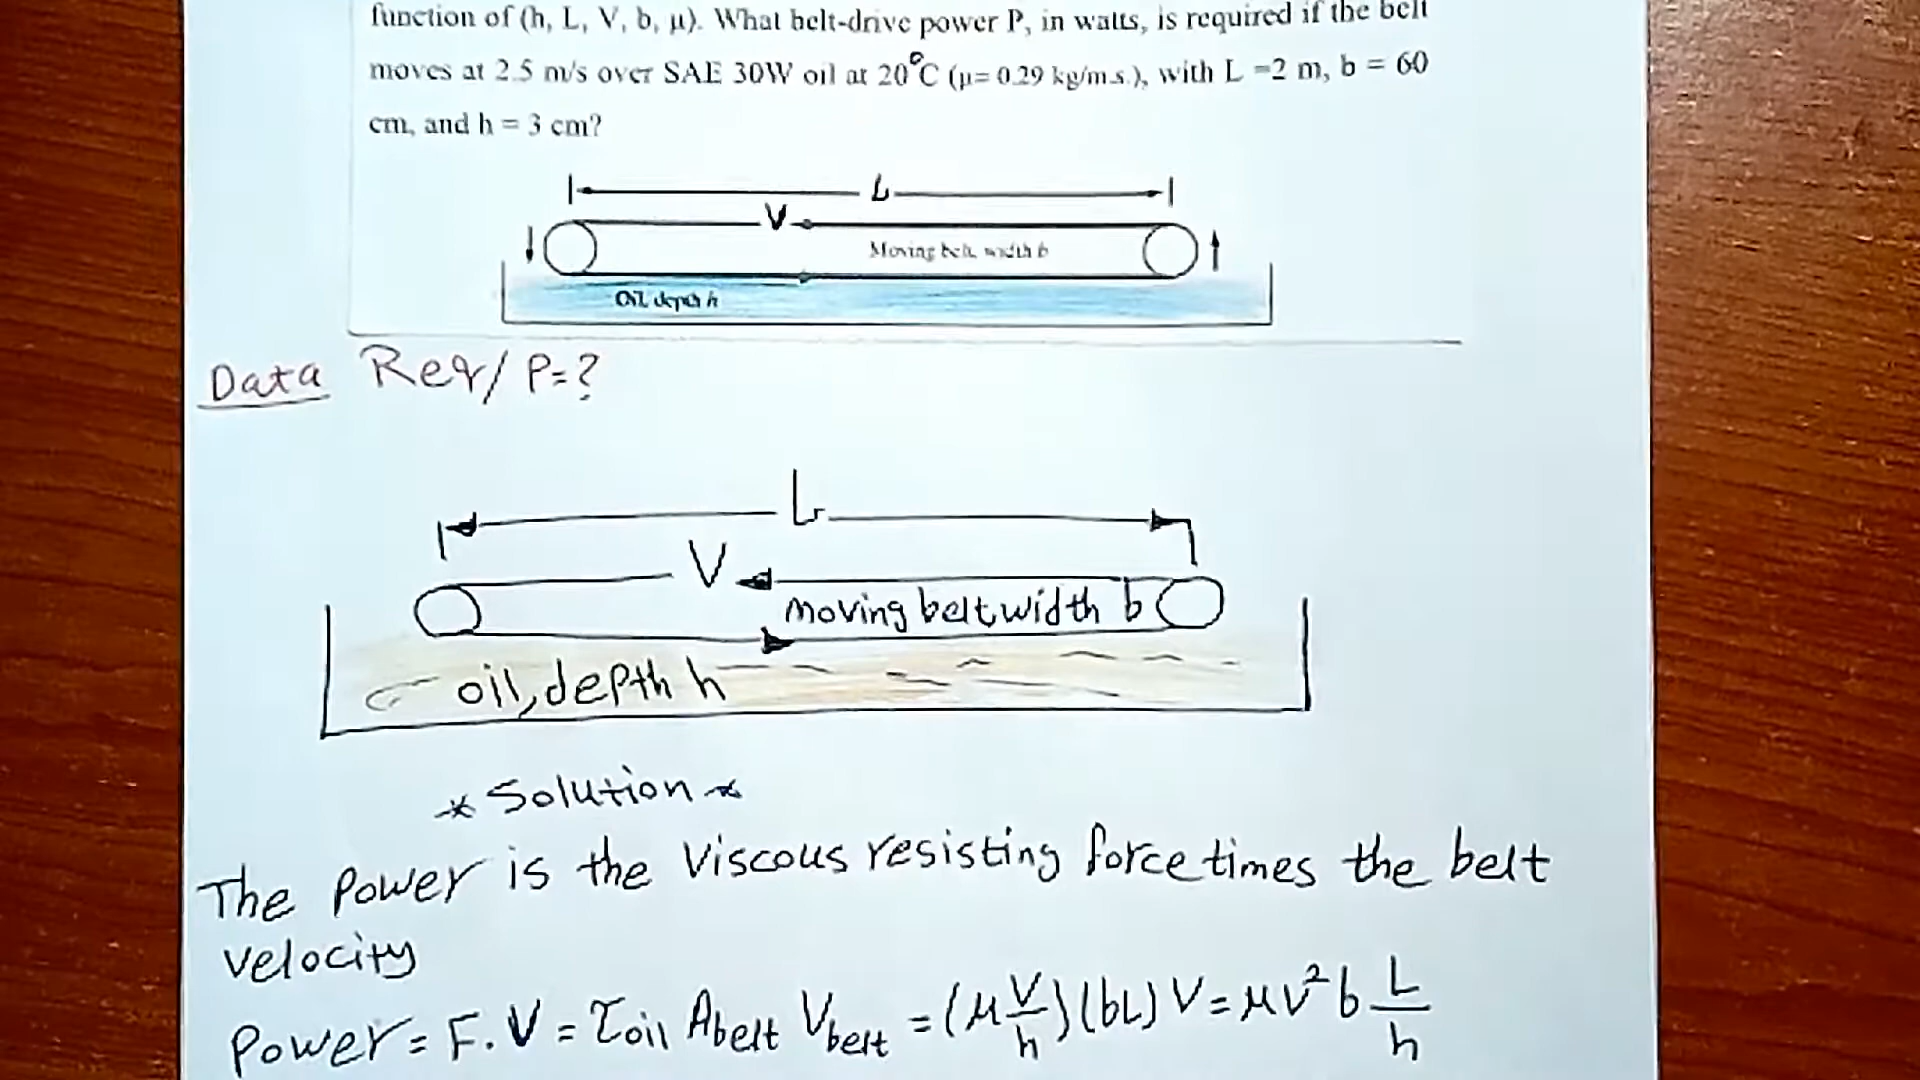 function of (h, L, V, b, μ). What belt-drive power P, in watts, is required if the belt
moves at 2.5 m/s over SAE 30W oil at 20°C (μ= 0.29 kg/m.s.), with L =2 m, b = 60
cm, and h = 3 cm?
L
V
Moving belt, width b
Oil, depth h
Data Req/ P=?
L
V
moving belt width b
oil, depth h
* Solution *
The Power is the viscous resisting force times the belt
velocity
Power = F. V = τoil Abelt Vbelt = (μ V/h) (bL) V = μ V² b L/h